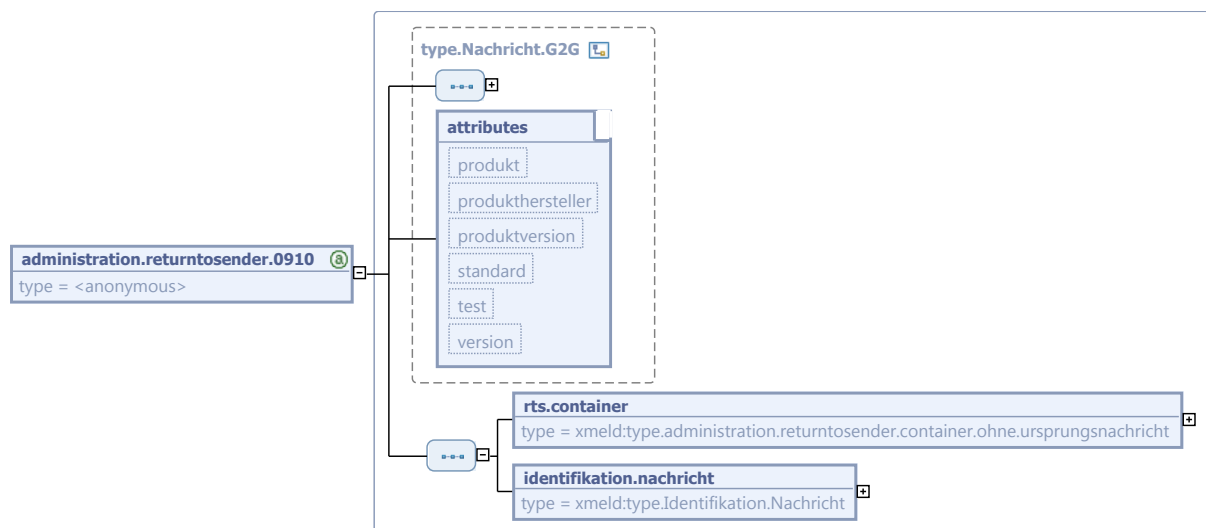 type.Nachricht.G2G
attributes
produkt
produkthersteller
produktversion
standard
test
version
administration.returntosender.0910
type = <anonymous>
rts.container
type = xmeld:type.administration.returntosender.container.ohne.ursprungsnachricht
identifikation.nachricht
type = xmeld:type.Identifikation.Nachricht